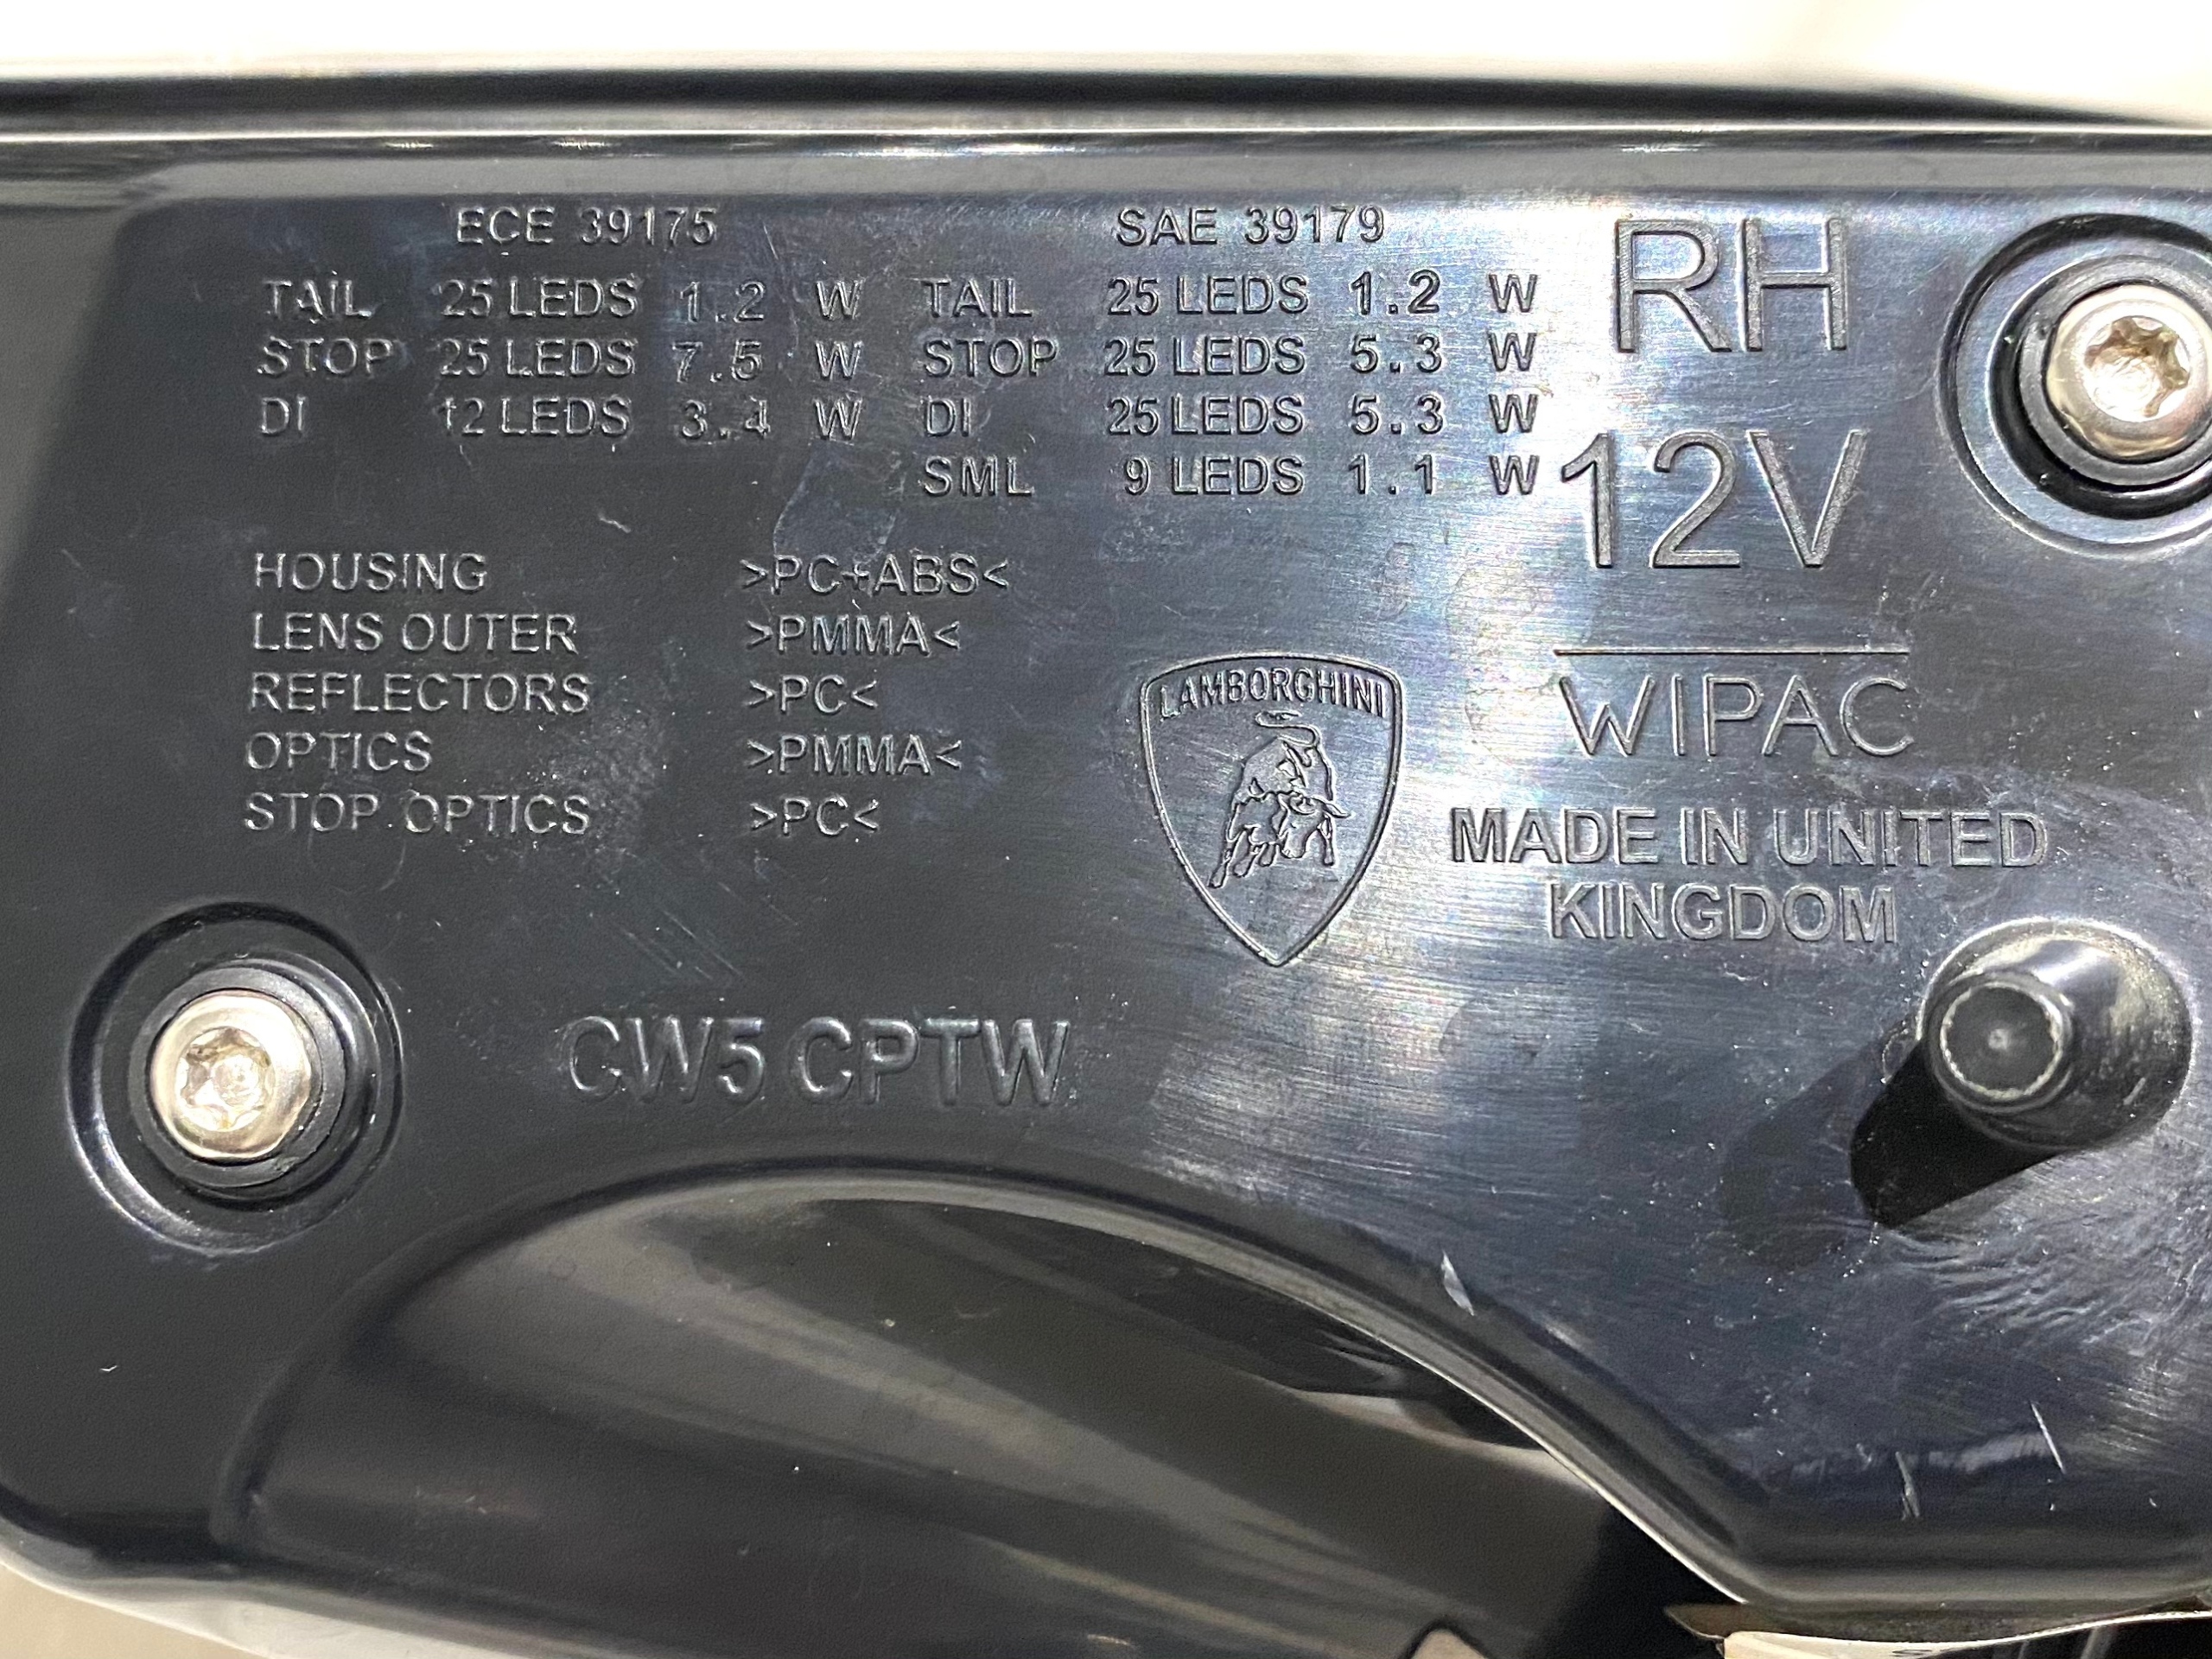 ECE 39175 SAE 39179
TAIL 25 LEDS 1.2 W TAIL 25 LEDS 1.2 W
STOP 25 LEDS 7.5 W STOP 25 LEDS 5.3 W
DI 12 LEDS 3.4 W DI 25 LEDS 5.3 W
SML 9 LEDS 1.1 W
RH
12V
HOUSING >PC+ABS<
LENS OUTER >PMMA<
REFLECTORS >PC<
OPTICS >PMMA<
STOP OPTICS >PC<
LAMBORGHINI
WIPAC
MADE IN UNITED
KINGDOM
CW5 CPTW